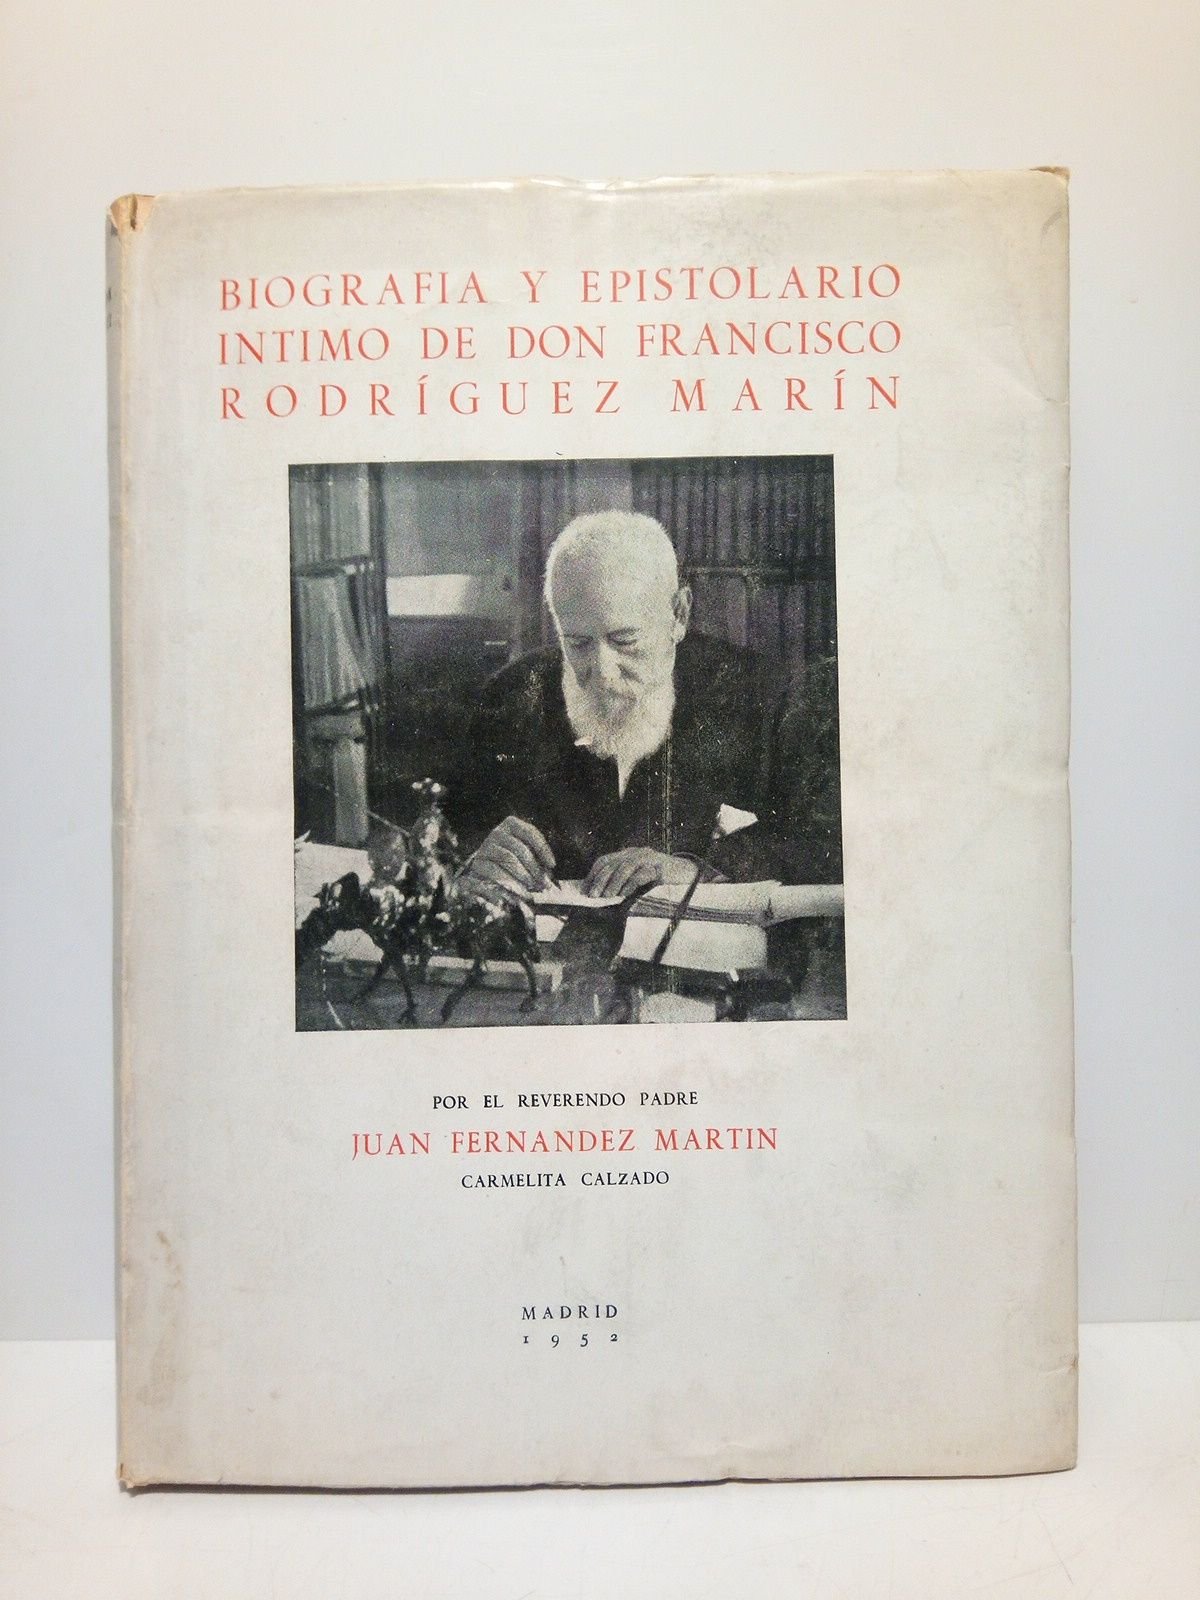 BIOGRAFIA Y EPISTOLARIO
INTIMO DE DON FRANCISCO
RODRÍGUEZ MARÍN
POR EL REVERENDO PADRE
JUAN FERNANDEZ MARTIN
CARMELITA CALZADO
MADRID
1952